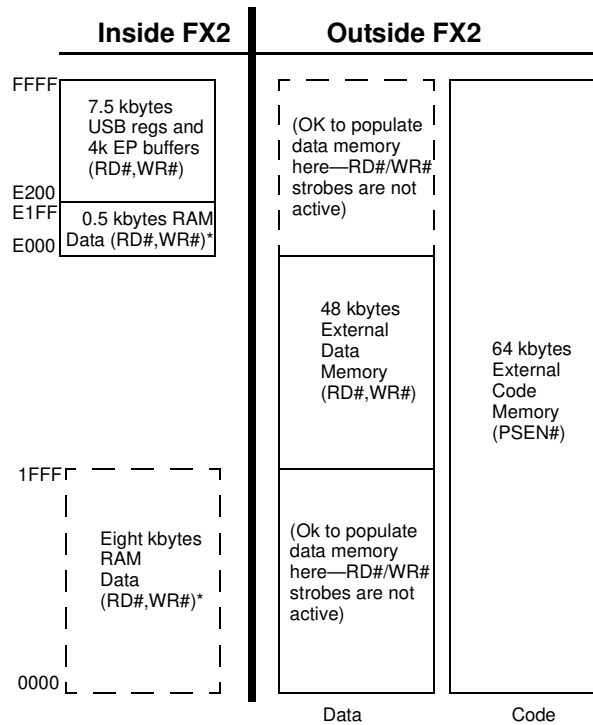 Inside FX2
Outside FX2
FFFF
7.5 kbytes
USB regs and
4k EP buffers
(RD#,WR#)
E200
E1FF
0.5 kbytes RAM
Data (RD#,WR#)*
E000
(OK to populate
data memory
here—RD#/WR#
strobes are not
active)
48 kbytes
External
Data
Memory
(RD#,WR#)
64 kbytes
External
Code
Memory
(PSEN#)
1FFF
Eight kbytes
RAM
Data
(RD#,WR#)*
(Ok to populate
data memory
here—RD#/WR#
strobes are not
active)
0000
Data
Code